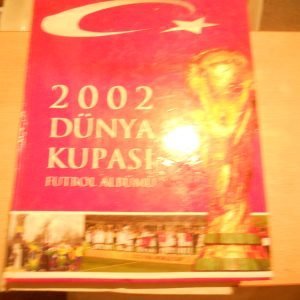 2002
DÜNYA
KUPASI
FUTBOL ALBÜMÜ